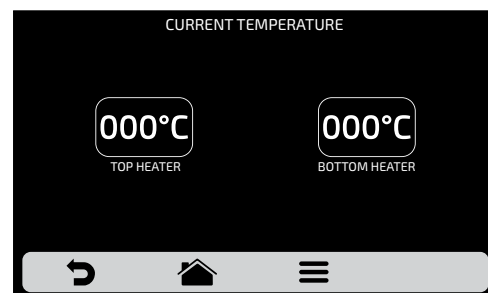 CURRENT TEMPERATURE
000°C 000°C
TOP HEATER BOTTOM HEATER